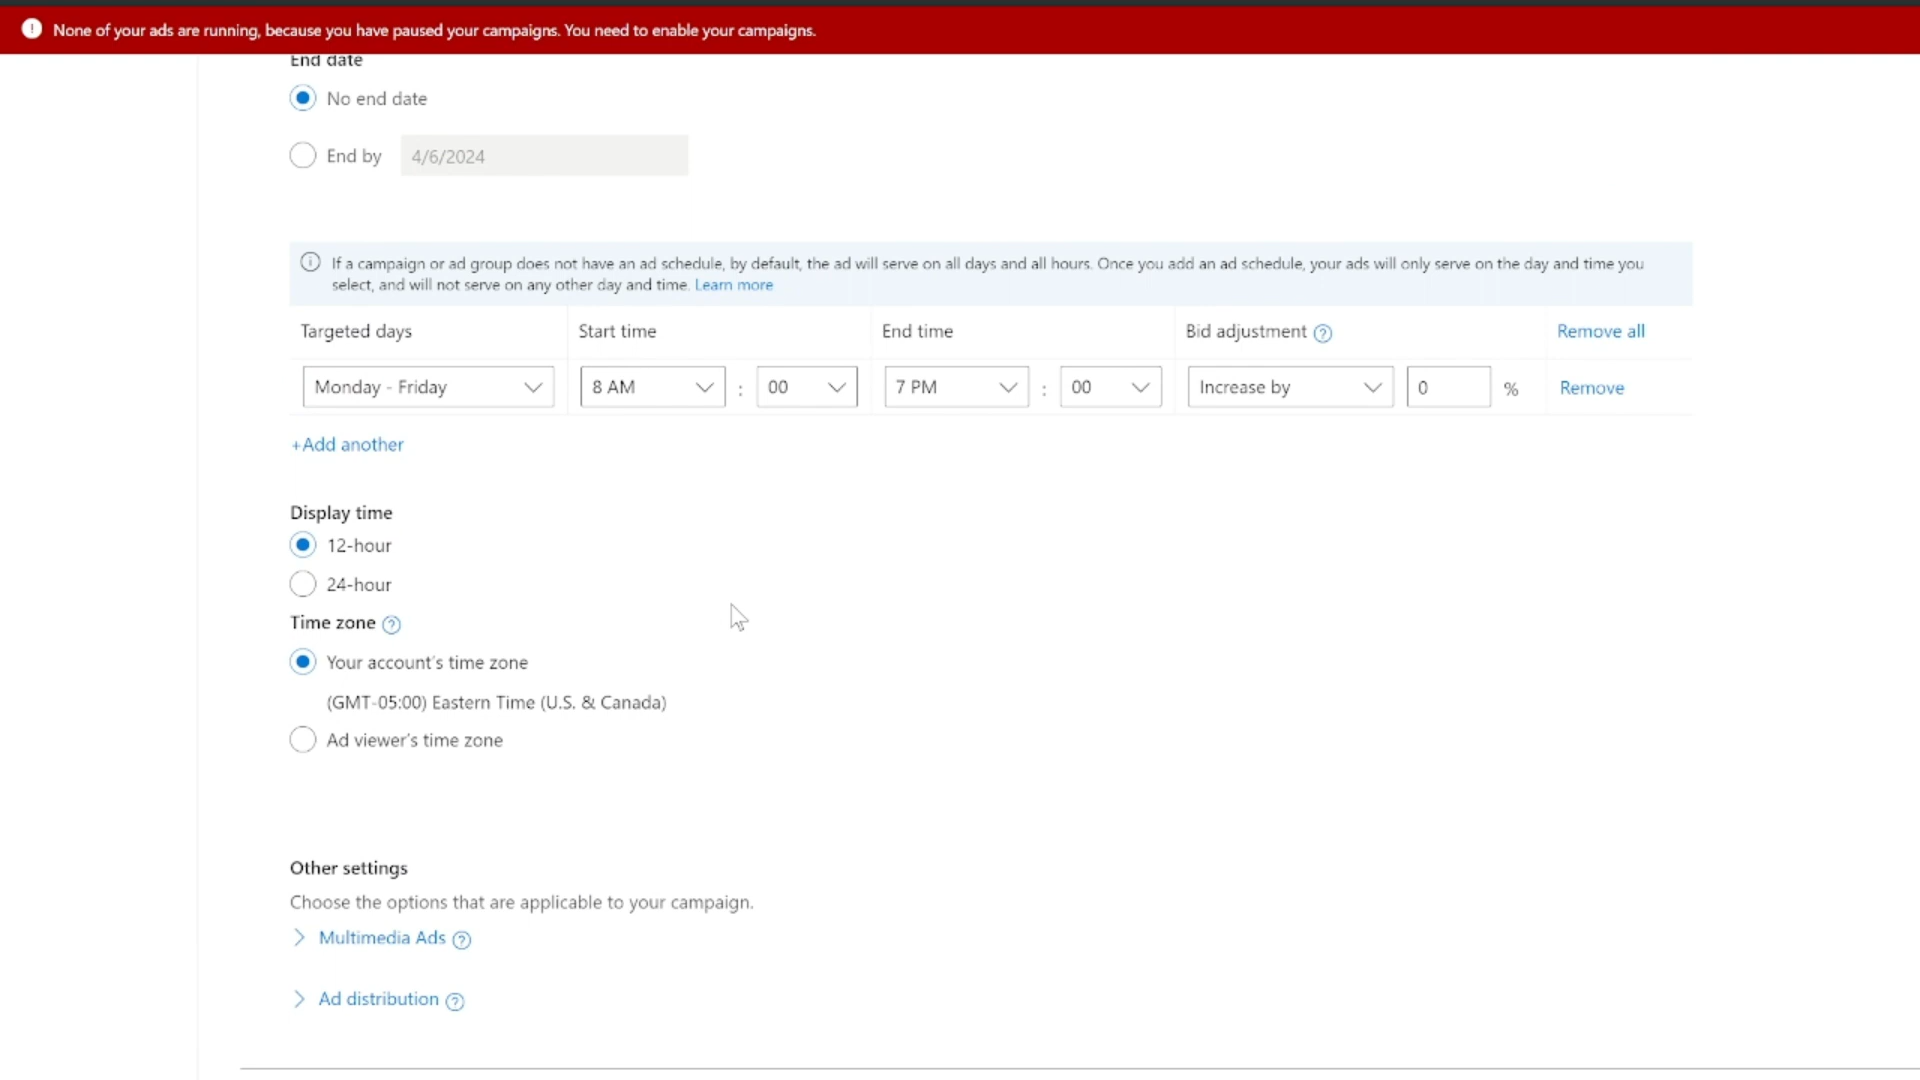 None of your ads are running, because you have paused your campaigns. You need to enable your campaigns.
End date
No end date
End by 4/6/2024
If a campaign or ad group does not have an ad schedule, by default, the ad will serve on all days and all hours. Once you add an ad schedule, your ads will only serve on the day and time you
select, and will not serve on any other day and time. Learn more
Targeted days Start time End time Bid adjustment Remove all
Monday - Friday 8 AM : 00 7 PM : 00 Increase by 0 % Remove
+Add another
Display time
12-hour
24-hour
Time zone
Your account's time zone
(GMT-05:00) Eastern Time (U.S. & Canada)
Ad viewer's time zone
Other settings
Choose the options that are applicable to your campaign.
Multimedia Ads
Ad distribution